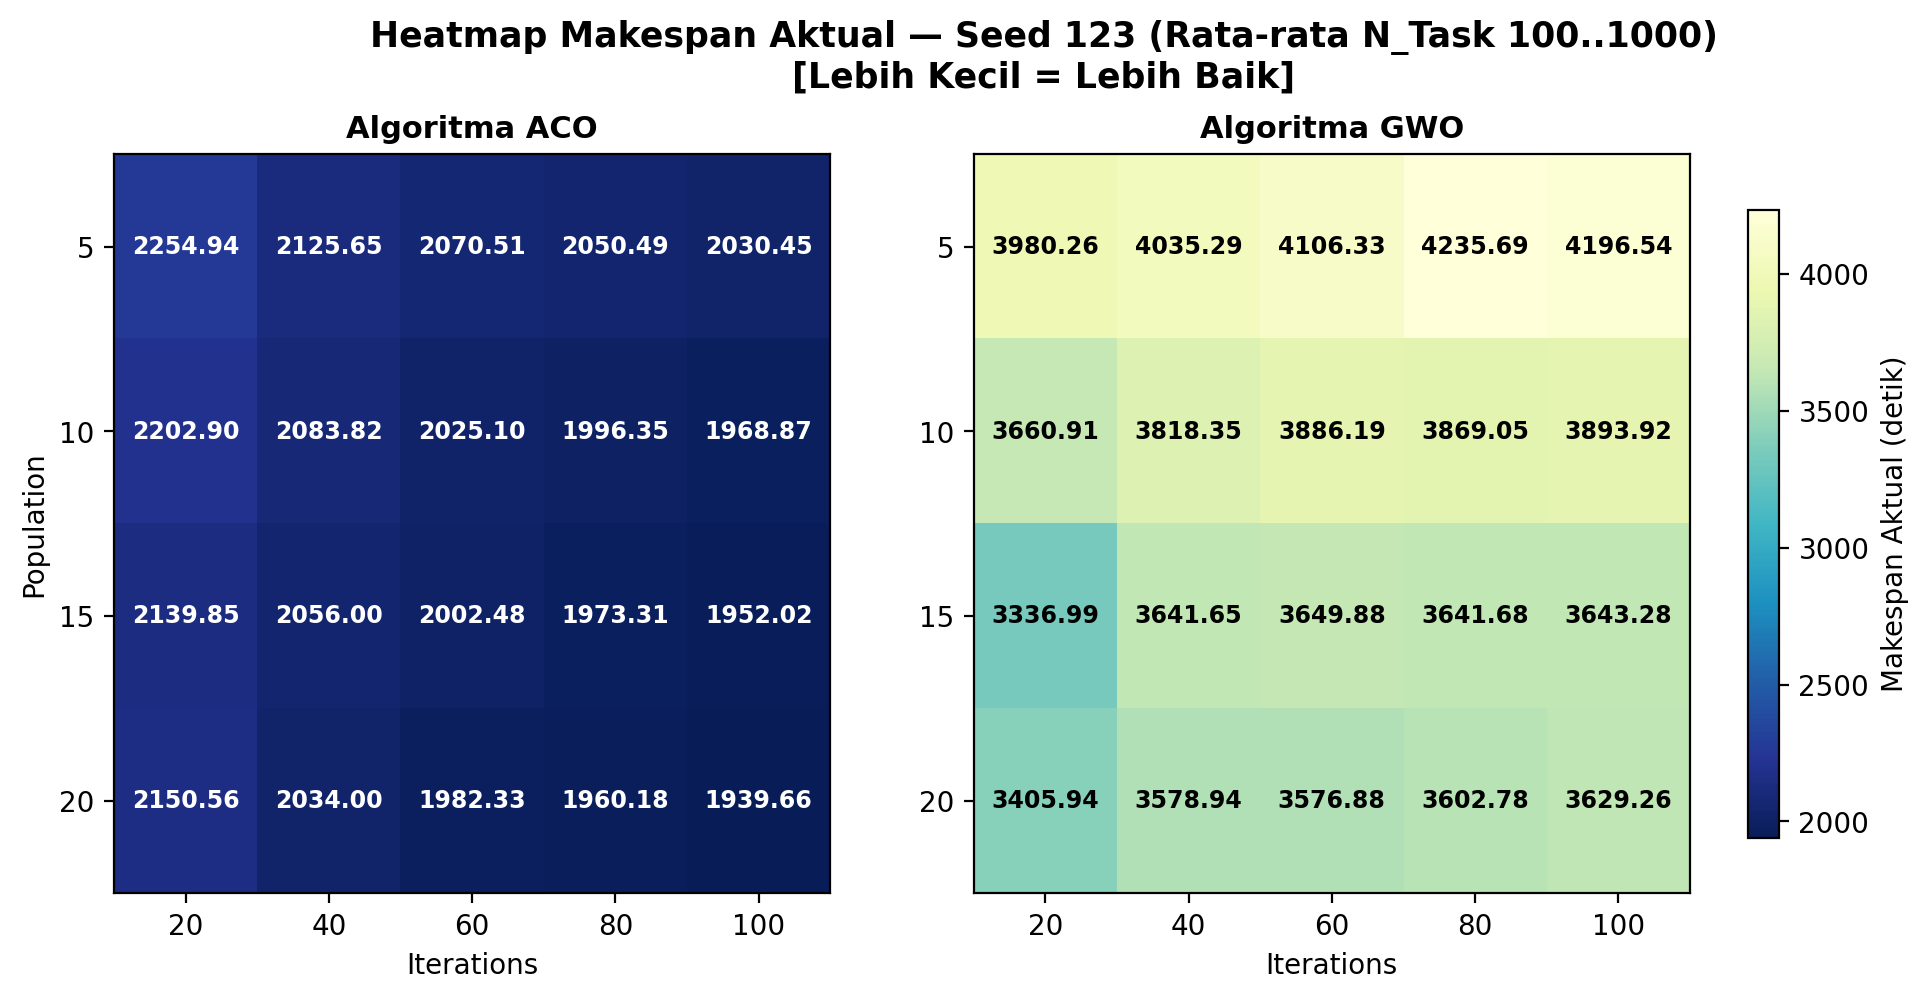 Heatmap Makespan Aktual — Seed 123 (Rata-rata N_Task 100..1000)
[Lebih Kecil = Lebih Baik]
Algoritma ACO
Population
5
2254.94 2125.65 2070.51 2050.49 2030.45
10
2202.90 2083.82 2025.10 1996.35 1968.87
15
2139.85 2056.00 2002.48 1973.31 1952.02
20
2150.56 2034.00 1982.33 1960.18 1939.66
20 40 60 80 100
Iterations
Algoritma GWO
5
3980.26 4035.29 4106.33 4235.69 4196.54
10
3660.91 3818.35 3886.19 3869.05 3893.92
15
3336.99 3641.65 3649.88 3641.68 3643.28
20
3405.94 3578.94 3576.88 3602.78 3629.26
20 40 60 80 100
Iterations
4000
3500
3000
2500
2000
Makespan Aktual (detik)